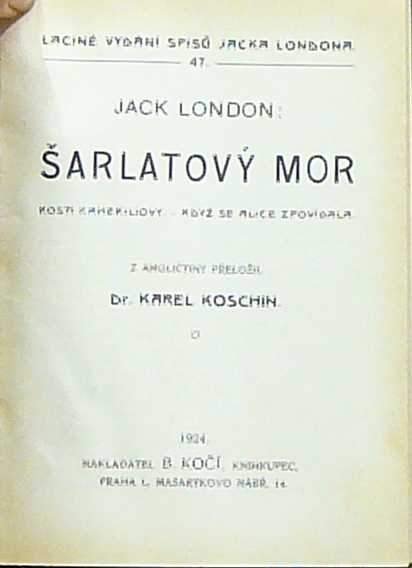 LACINÉ VYDÁNÍ SPISŮ JACKA LONDONA.
47.
JACK LONDON:
ŠARLATOVÝ MOR
KOSTI KAHEKILIOVY. – KDYŽ SE ALICE ZPOVÍDALA.
Z ANGLIČTINY PŘELOŽIL
Dr. KAREL KOSCHIN.
1924.
NAKLADATEL B. KOČÍ, KNIHKUPEC,
PRAHA I., MASARYKOVO NÁBŘ. 14.